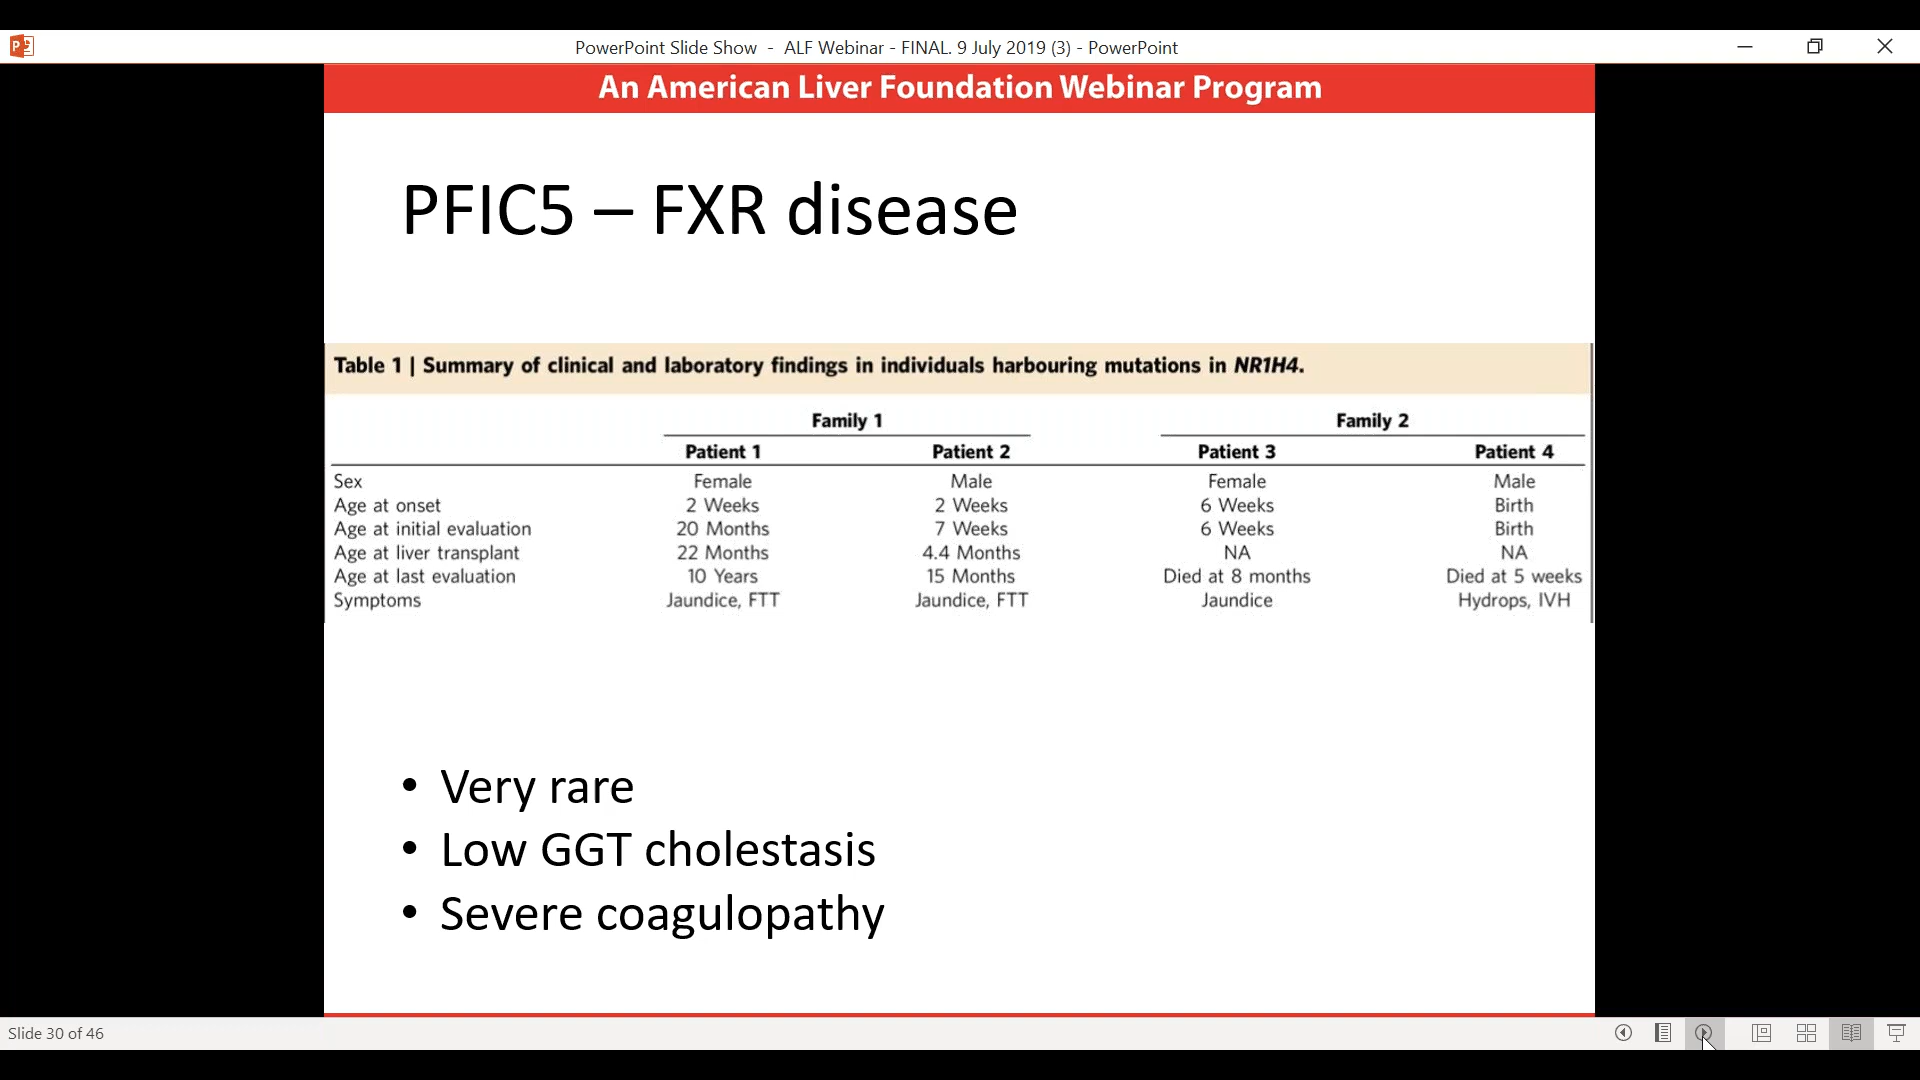 PowerPoint Slide Show - ALF Webinar - FINAL. 9 July 2019 (3) - PowerPoint
An American Liver Foundation Webinar Program
PFIC5 – FXR disease
Table 1 | Summary of clinical and laboratory findings in individuals harbouring mutations in NR1H4.
Family 1 Family 2
Patient 1 Patient 2 Patient 3 Patient 4
Sex Female Male Female Male
Age at onset 2 Weeks 2 Weeks 6 Weeks Birth
Age at initial evaluation 20 Months 7 Weeks 6 Weeks Birth
Age at liver transplant 22 Months 4.4 Months NA NA
Age at last evaluation 10 Years 15 Months Died at 8 months Died at 5 weeks
Symptoms Jaundice, FTT Jaundice, FTT Jaundice Hydrops, IVH
• Very rare
• Low GGT cholestasis
• Severe coagulopathy
Slide 30 of 46